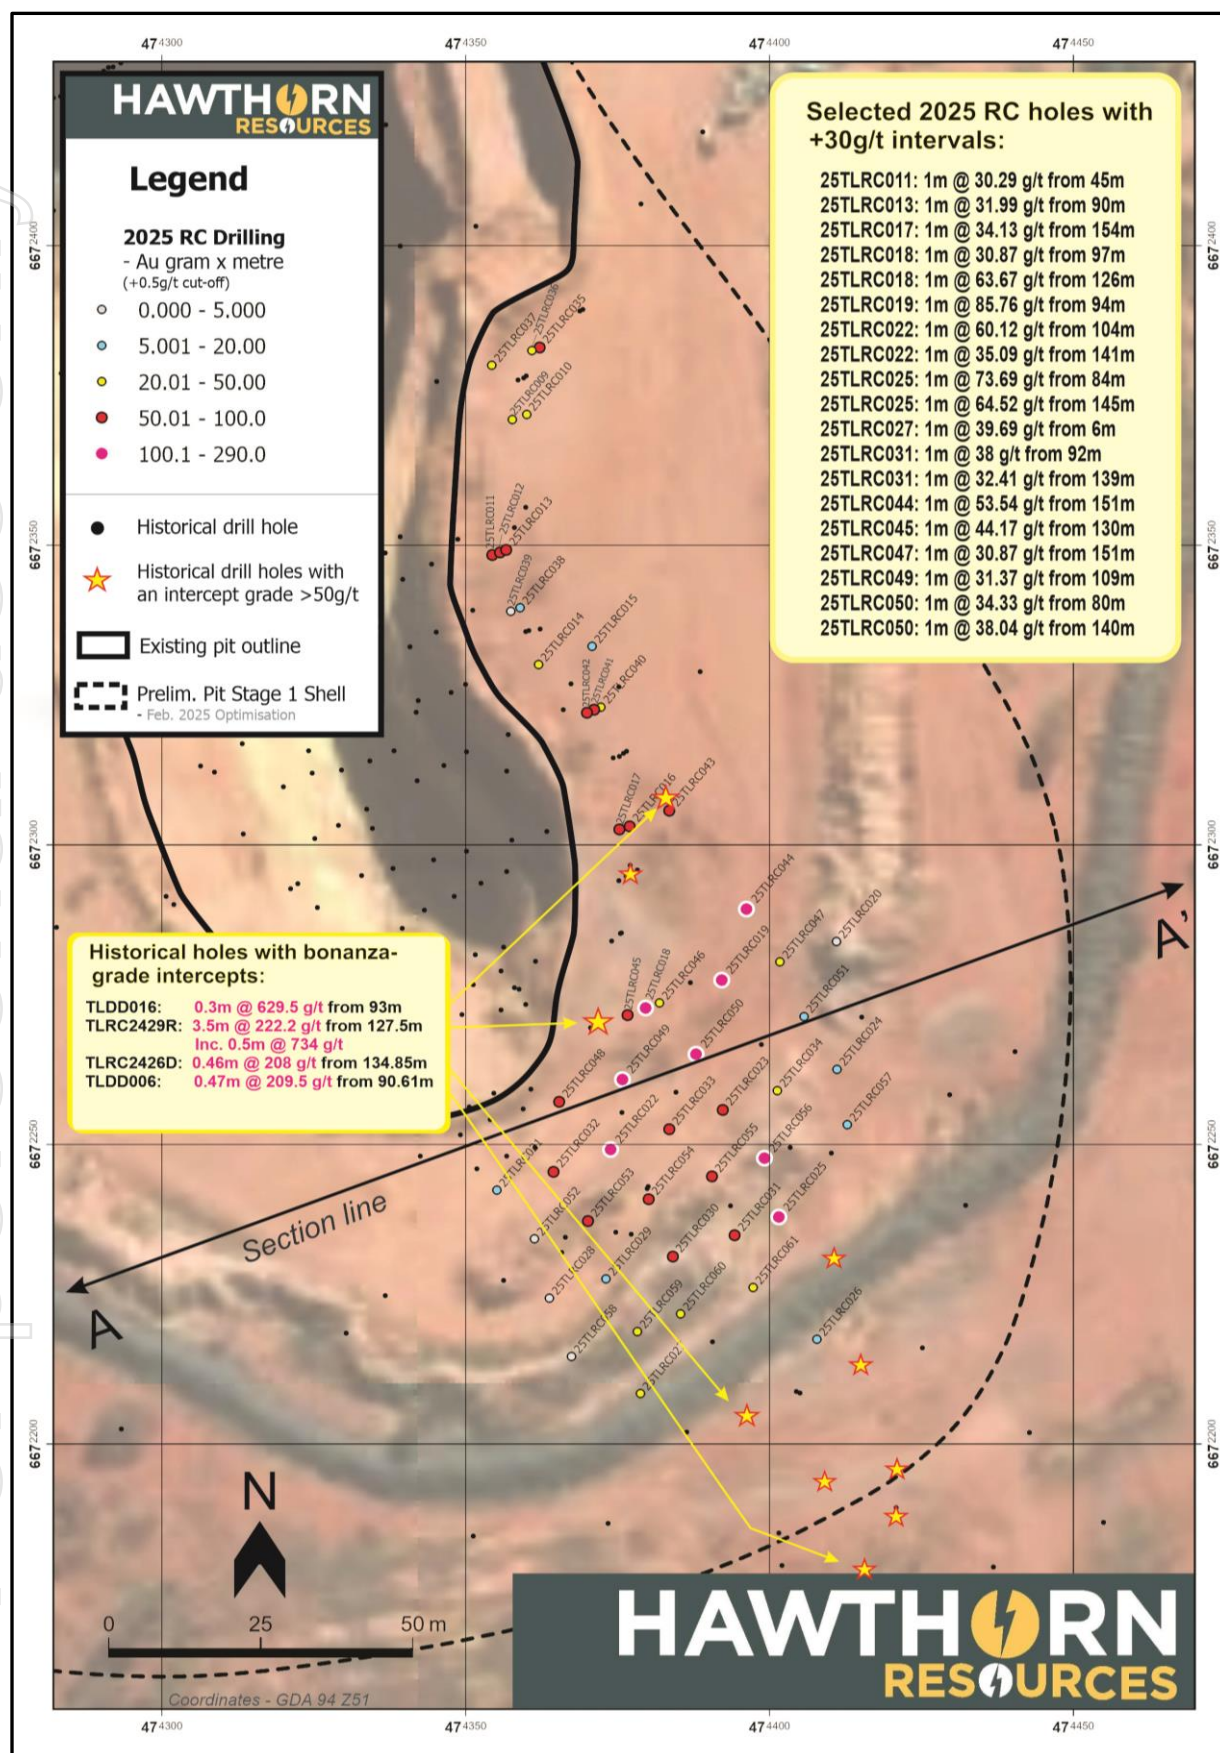 474300
474350
474400
474450
HAWTHORN
RESOURCES
Legend
2025 RC Drilling
- Au gram x metre
(+0.5g/t cut-off)
0.000 - 5.000
5.001 - 20.00
20.01 - 50.00
50.01 - 100.0
100.1 - 290.0
Historical drill hole
Historical drill holes with
an intercept grade >50g/t
Existing pit outline
Prelim. Pit Stage 1 Shell
- Feb. 2025 Optimisation
Selected 2025 RC holes with
+30g/t intervals:
25TLRC011: 1m @ 30.29 g/t from 45m
25TLRC013: 1m @ 31.99 g/t from 90m
25TLRC017: 1m @ 34.13 g/t from 154m
25TLRC018: 1m @ 30.87 g/t from 97m
25TLRC018: 1m @ 63.67 g/t from 126m
25TLRC019: 1m @ 85.76 g/t from 94m
25TLRC022: 1m @ 60.12 g/t from 104m
25TLRC022: 1m @ 35.09 g/t from 141m
25TLRC025: 1m @ 73.69 g/t from 84m
25TLRC025: 1m @ 64.52 g/t from 145m
25TLRC027: 1m @ 39.69 g/t from 6m
25TLRC031: 1m @ 38 g/t from 92m
25TLRC031: 1m @ 32.41 g/t from 139m
25TLRC044: 1m @ 53.54 g/t from 151m
25TLRC045: 1m @ 44.17 g/t from 130m
25TLRC047: 1m @ 30.87 g/t from 151m
25TLRC049: 1m @ 31.37 g/t from 109m
25TLRC050: 1m @ 34.33 g/t from 80m
25TLRC050: 1m @ 38.04 g/t from 140m
6672400
6672400
6672350
6672350
6672300
6672300
6672250
6672250
6672200
6672200
25TLRC037
25TLRC036
25TLRC035
25TLRC009
25TLRC010
25TLRC011
25TLRC012
25TLRC013
25TLRC039
25TLRC038
25TLRC014
25TLRC015
25TLRC042
25TLRC041
25TLRC040
25TLRC017
25TLRC016
25TLRC043
25TLRC044
25TLRC019
25TLRC047
25TLRC020
25TLRC045
25TLRC018
25TLRC046
25TLRC051
25TLRC050
25TLRC049
25TLRC024
25TLRC048
25TLRC033
25TLRC023
25TLRC034
25TLRC057
25TLRC032
25TLRC022
25TLRC056
25TLRC055
25TLRC054
25TLRC053
25TLRC052
25TLRC031
25TLRC025
25TLRC030
25TLRC029
25TLRC028
25TLRC061
25TLRC060
25TLRC059
25TLRC058
25TLRC026
Historical holes with bonanza-
grade intercepts:
TLDD016: 0.3m @ 629.5 g/t from 93m
TLRC2429R: 3.5m @ 222.2 g/t from 127.5m
Inc. 0.5m @ 734 g/t
TLRC2426D: 0.46m @ 208 g/t from 134.85m
TLDD006: 0.47m @ 209.5 g/t from 90.61m
A'
Section line
A
N
0 25 50 m
Coordinates - GDA 94 Z51
HAWTHORN
RESOURCES
474300
474350
474400
474450